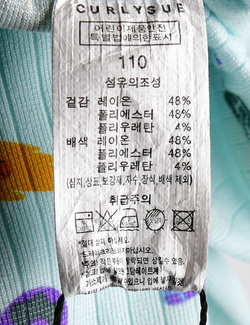 CURLYSUE
어린이제품안전
특별법에의한표시
110
섬유의조성
겉감 레이온 48%
폴리에스터 48%
폴리우레탄 4%
배색 레이온 48%
폴리에스터 48%
폴리우레탄 4%
(심지,상표,보강재,자수,장식,배색 제외)
취급주의